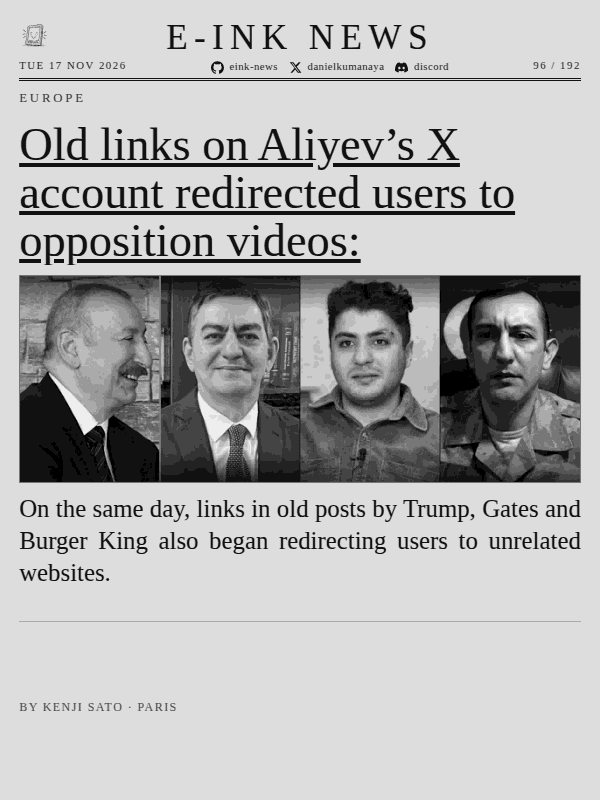 E-INK NEWS
TUE 17 NOV 2026
eink-news danielkumanaya discord
96 / 192
EUROPE
Old links on Aliyev’s X
account redirected users to
opposition videos:
On the same day, links in old posts by Trump, Gates and
Burger King also began redirecting users to unrelated
websites.
BY KENJI SATO · PARIS